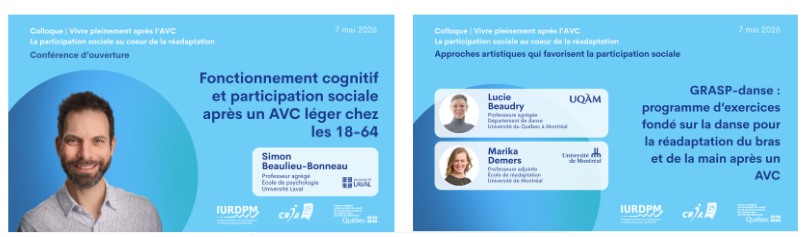 Colloque | Vivre pleinement après l'AVC
7 mai 2026
La participation sociale au coeur de la réadaptation
Conférence d'ouverture
Fonctionnement cognitif
et participation sociale
après un AVC léger chez
les 18-64
Simon
Beaulieu-Bonneau
Professeur agrégé
École de psychologie
Université Laval
UNIVERSITÉ
LAVAL
IURDPM
Québec
Colloque | Vivre pleinement après l'AVC
7 mai 2026
La participation sociale au coeur de la réadaptation
Approches artistiques qui favorisent la participation sociale
Lucie
Beaudry
Professeure agrégée
Département de danse
Université du Québec à Montréal
UQÀM
Marika
Demers
Professeure adjointe
École de réadaptation
Université de Montréal
Université
de Montréal
GRASP-danse :
programme d'exercices
fondé sur la danse pour
la réadaptation du bras
et de la main après un
AVC
IURDPM
Québec